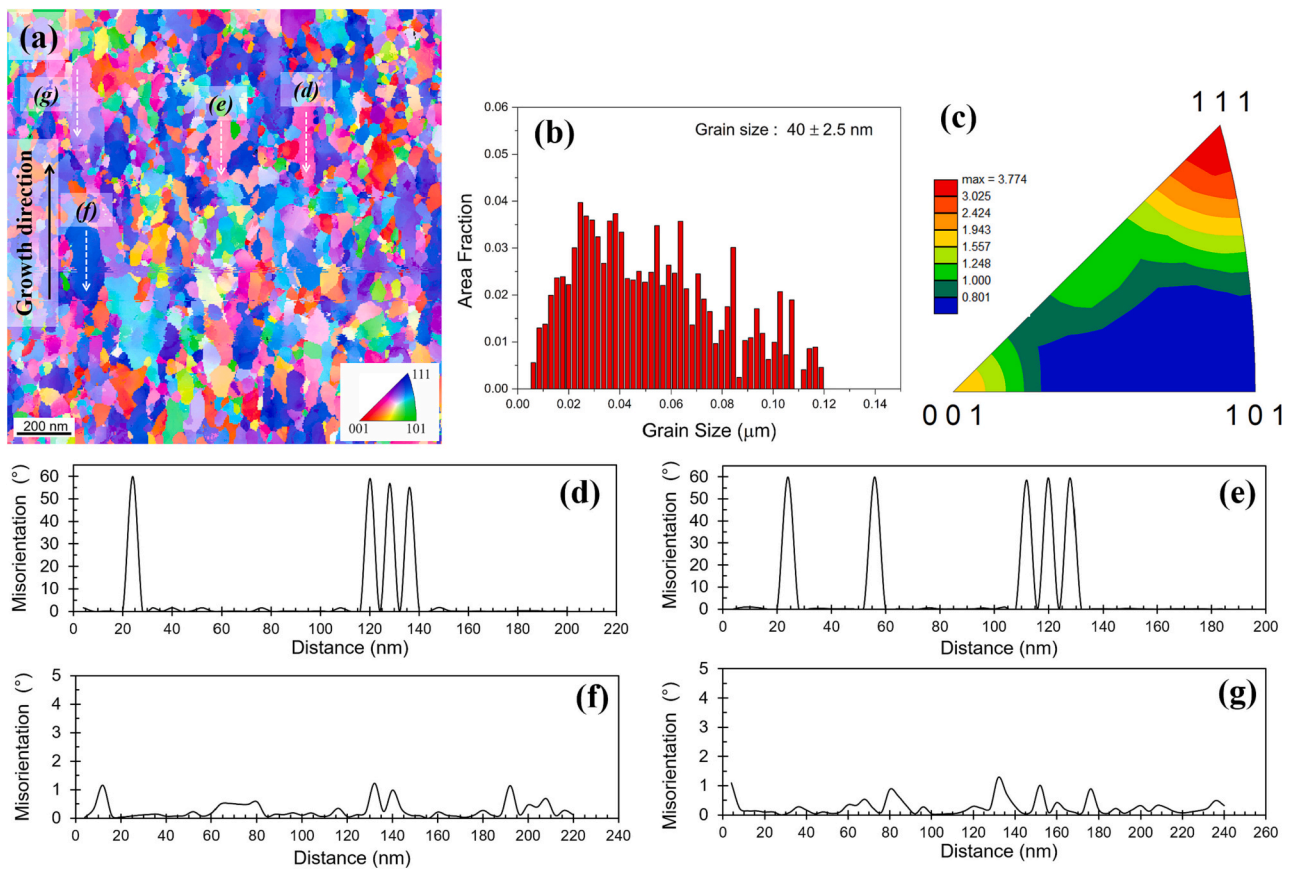 (a)
(g)
(e)
(d)
(f)
Growth direction
200 nm
111
001
101
(b)
Grain size : 40 ± 2.5 nm
Area Fraction
0.06
0.05
0.04
0.03
0.02
0.01
0.00
0.00 0.02 0.04 0.06 0.08 0.10 0.12 0.14
Grain Size (μm)
(c)
max = 3.774
3.025
2.424
1.943
1.557
1.248
1.000
0.801
1 1 1
0 0 1
1 0 1
(d)
Misorientation (°)
60
50
40
30
20
10
0
0 20 40 60 80 100 120 140 160 180 200 220
Distance (nm)
(e)
Misorientation (°)
60
50
40
30
20
10
0
0 20 40 60 80 100 120 140 160 180 200
Distance (nm)
(f)
Misorientation (°)
5
4
3
2
1
0
0 20 40 60 80 100 120 140 160 180 200 220 240
Distance (nm)
(g)
Misorientation (°)
5
4
3
2
1
0
0 20 40 60 80 100 120 140 160 180 200 220 240 260
Distance (nm)